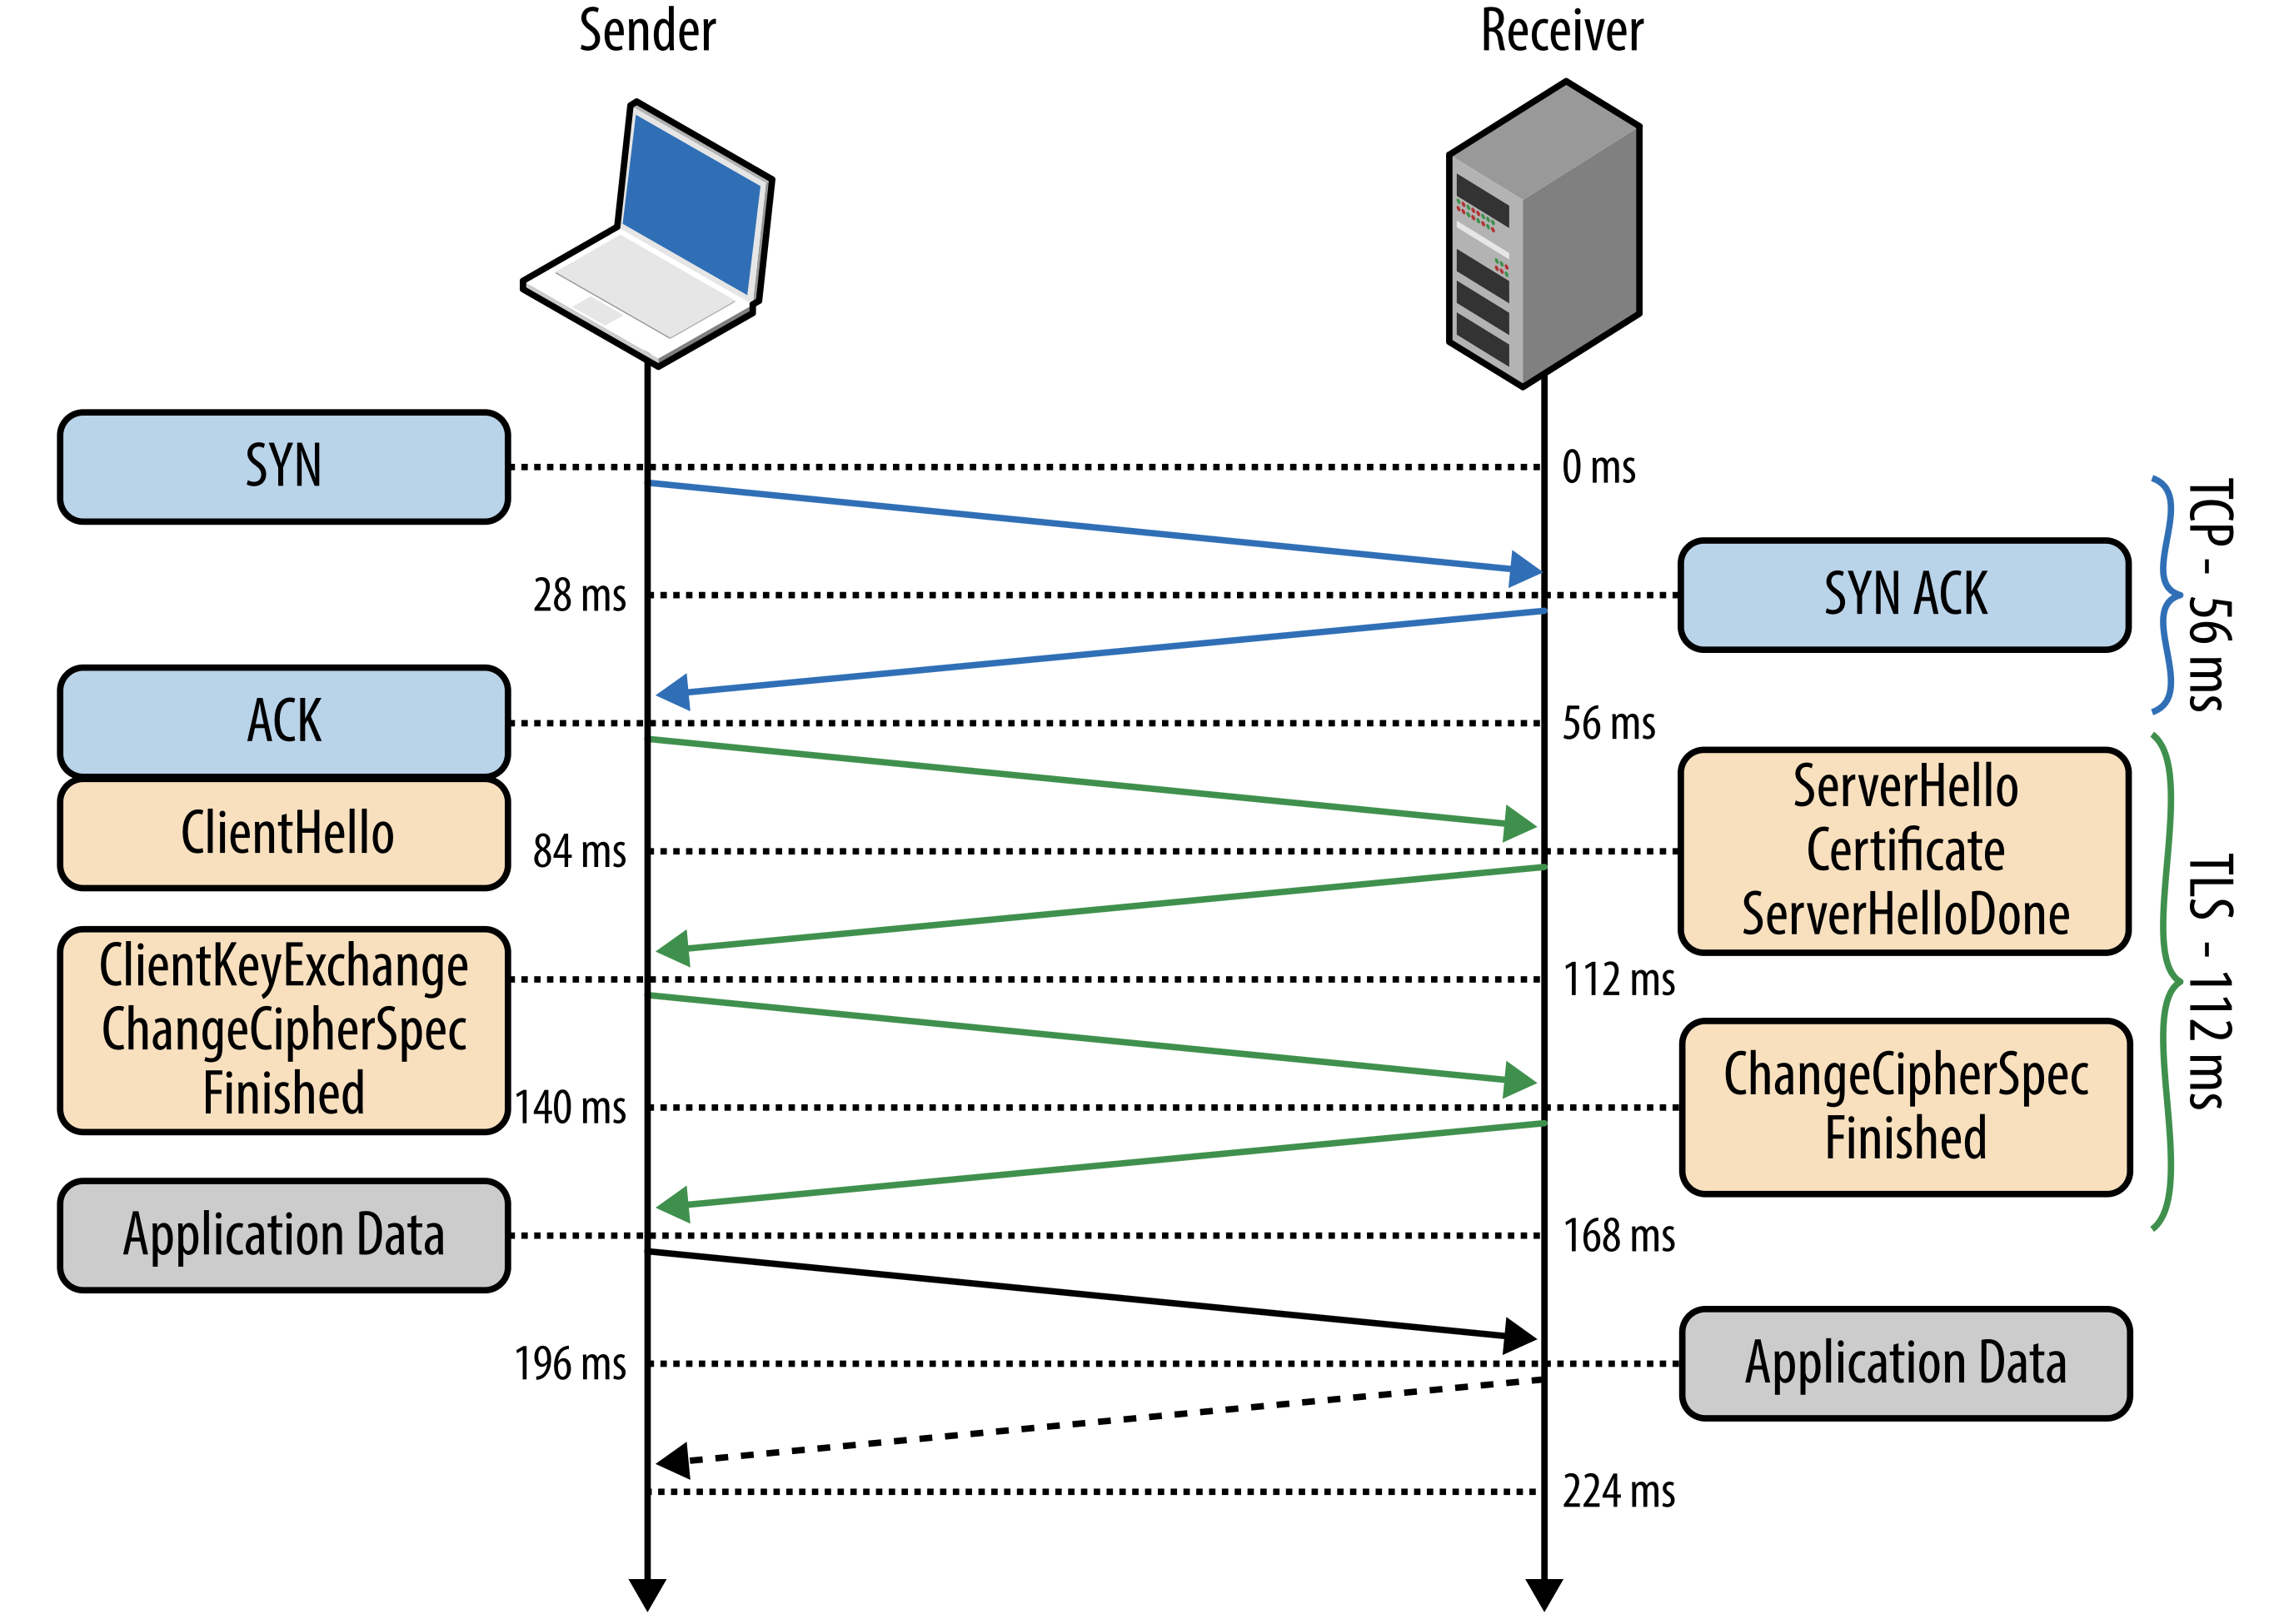 Sender
Receiver
SYN
0 ms
28 ms
SYN ACK
TCP - 56 ms
ACK
56 ms
ClientHello
84 ms
ServerHello
Certificate
ServerHelloDone
TLS - 112 ms
ClientKeyExchange
ChangeCipherSpec
Finished
112 ms
140 ms
ChangeCipherSpec
Finished
Application Data
168 ms
196 ms
Application Data
224 ms